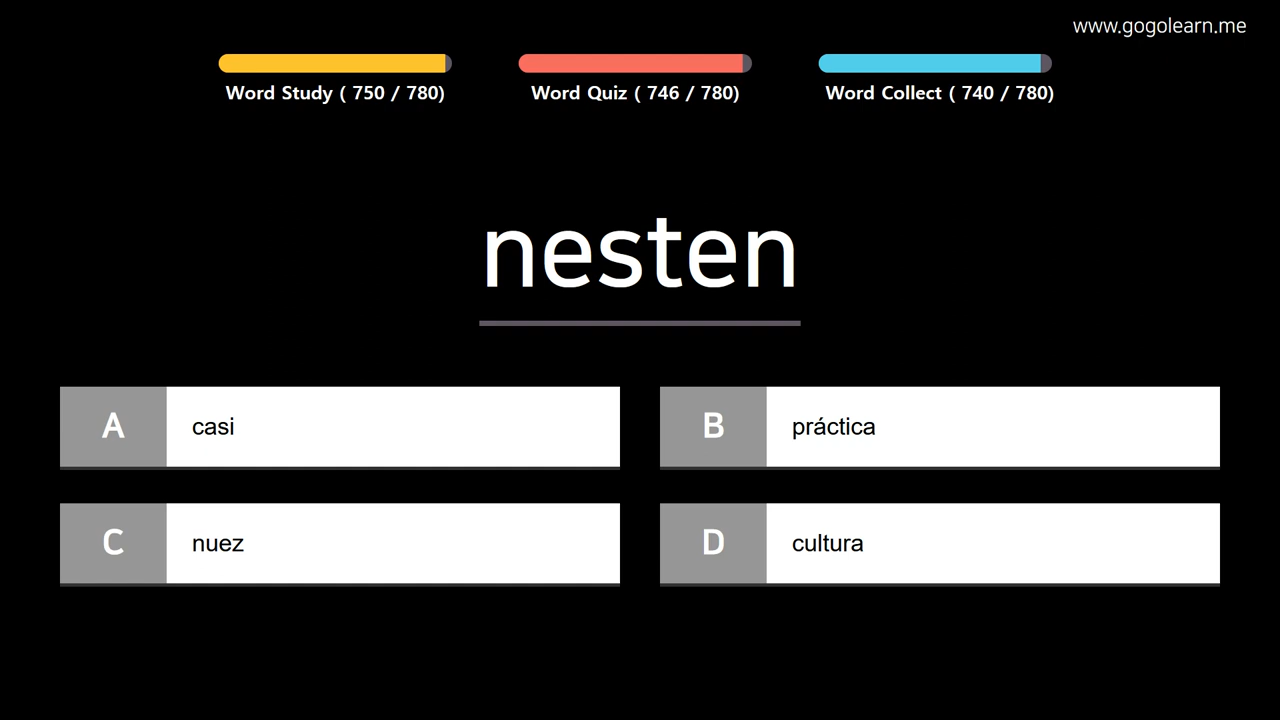 www.gogolearn.me
Word Study ( 750 / 780)
Word Quiz ( 746 / 780)
Word Collect ( 740 / 780)
nesten
A casi
B práctica
C nuez
D cultura